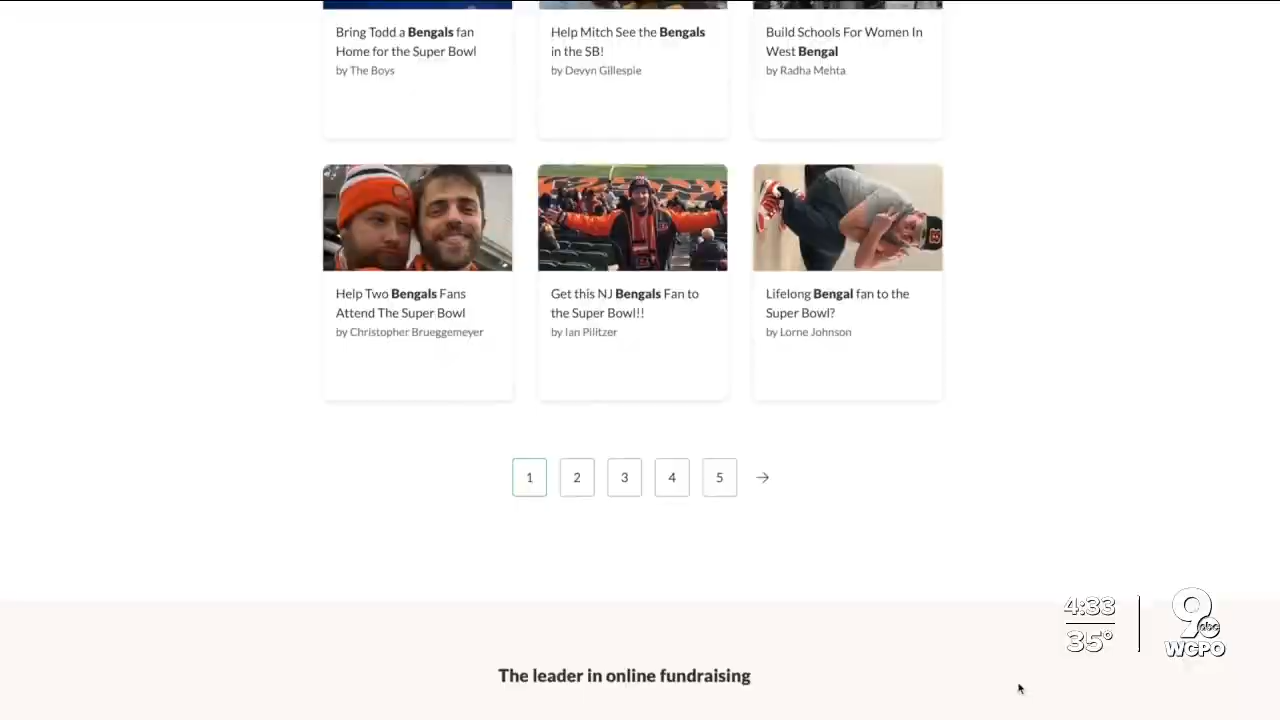 Bring Todd a Bengals fan
Home for the Super Bowl
by The Boys
Help Mitch See the Bengals
in the SB!
by Devyn Gillespie
Build Schools For Women In
West Bengal
by Radha Mehta
Help Two Bengals Fans
Attend The Super Bowl
by Christopher Brueggemeyer
Get this NJ Bengals Fan to
the Super Bowl!!
by Ian Pilitzer
Lifelong Bengal fan to the
Super Bowl?
by Lorne Johnson
1 2 3 4 5
4:33
35°
9
abc
WCPO
The leader in online fundraising